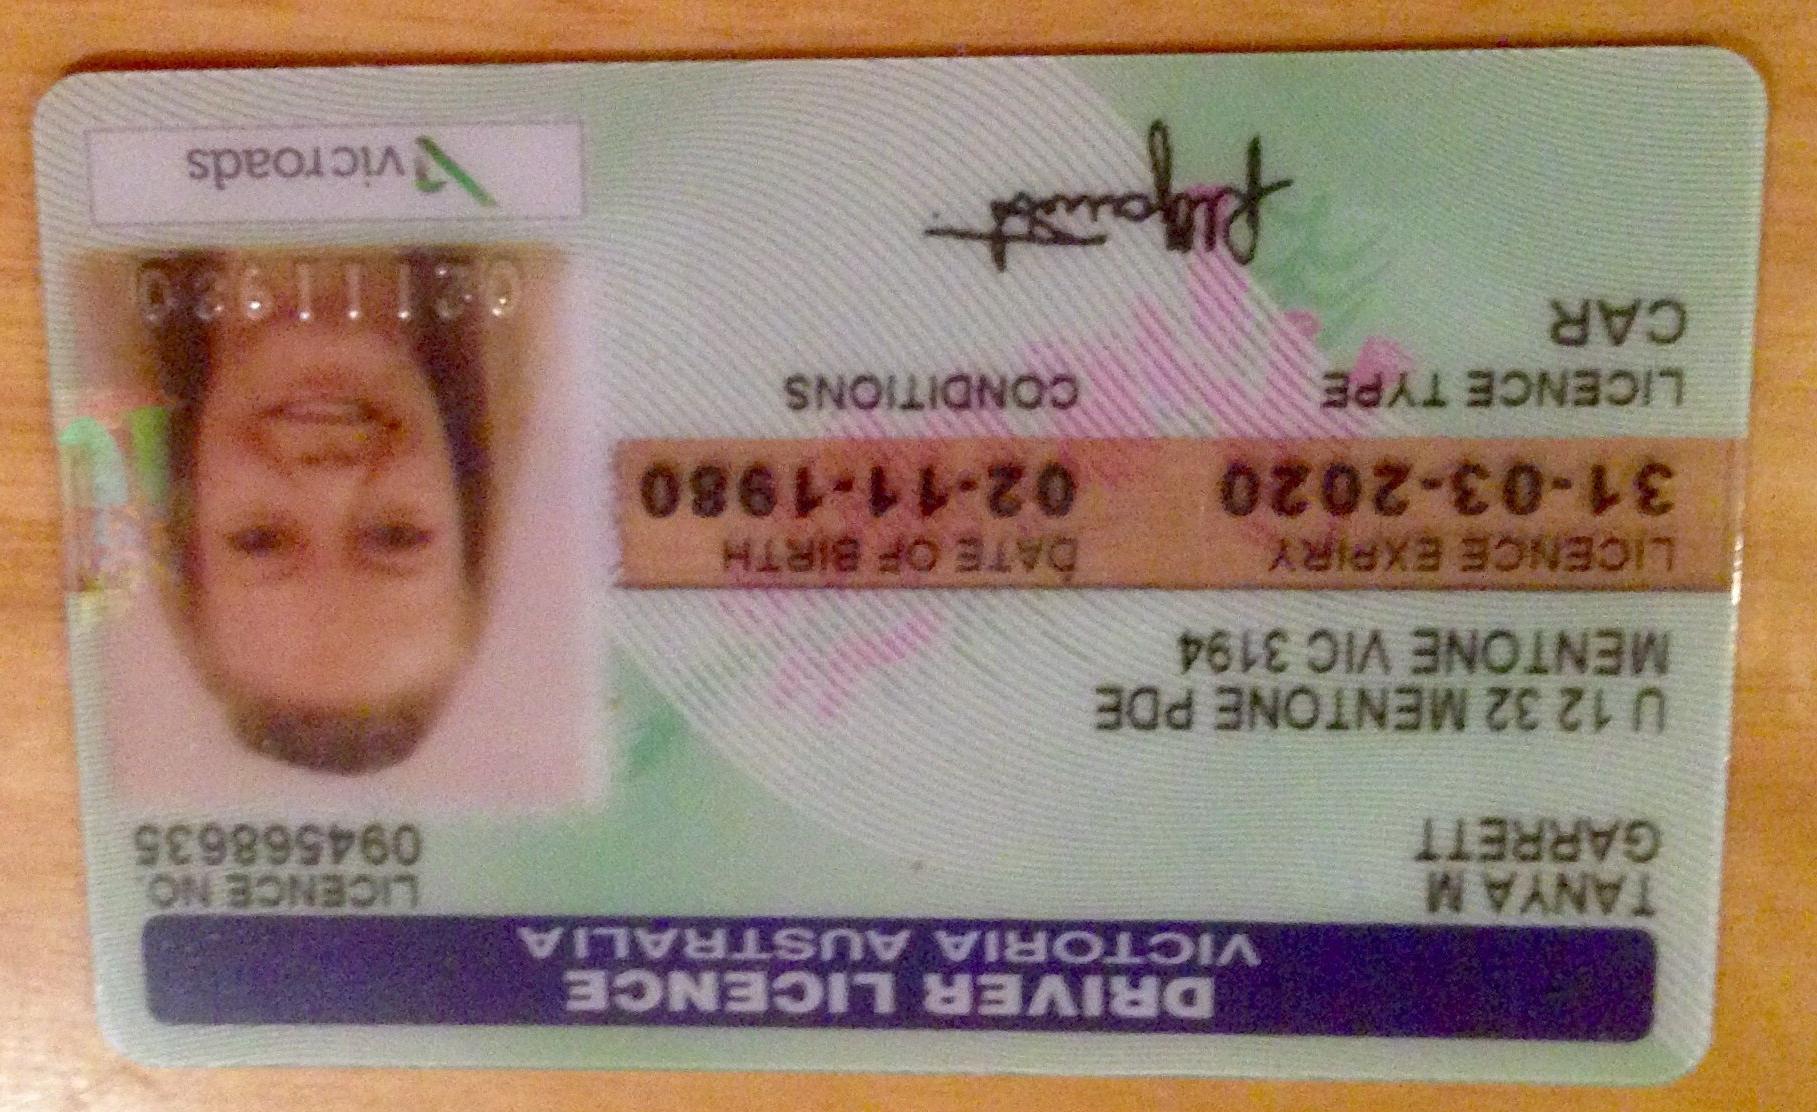 DRIVER LICENCE
VICTORIA AUSTRALIA
TANYA M
GARRETT
LICENCE NO.
094568635
U 12 32 MENTONE PDE
MENTONE VIC 3194
LICENCE EXPIRY DATE OF BIRTH
31-03-2020 02-11-1980
LICENCE TYPE CONDITIONS
CAR
02111980
vicroads